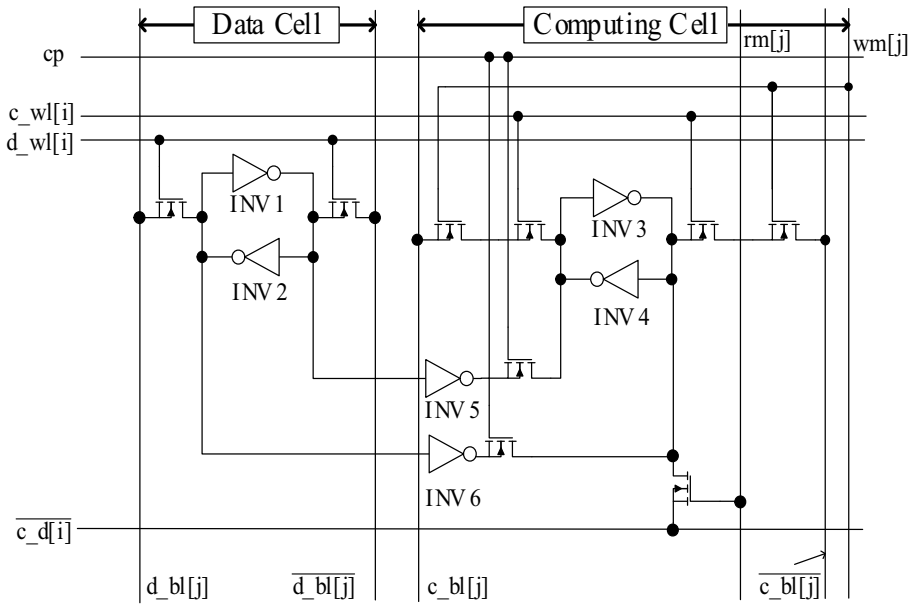 Data Cell
Computing Cell
cp
rm[j]
wm[j]
c_wl[i]
d_wl[i]
INV 1
INV 2
INV 3
INV 4
INV 5
INV 6
c_d[i]
d_bl[j]
d_bl[j]
c_bl[j]
c_bl[j]